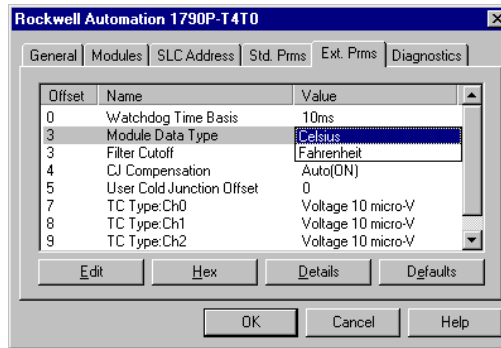 Rockwell Automation 1790P-T4T0
General Modules SLC Address Std. Prms Ext. Prms Diagnostics
Offset Name Value
0 Watchdog Time Basis 10ms
3 Module Data Type Celsius
3 Filter Cutoff Fahrenheit
4 CJ Compensation Auto(ON)
5 User Cold Junction Offset 0
7 TC Type:Ch0 Voltage 10 micro-V
8 TC Type:Ch1 Voltage 10 micro-V
9 TC Type:Ch2 Voltage 10 micro-V
Edit Hex Details Defaults
OK Cancel Help